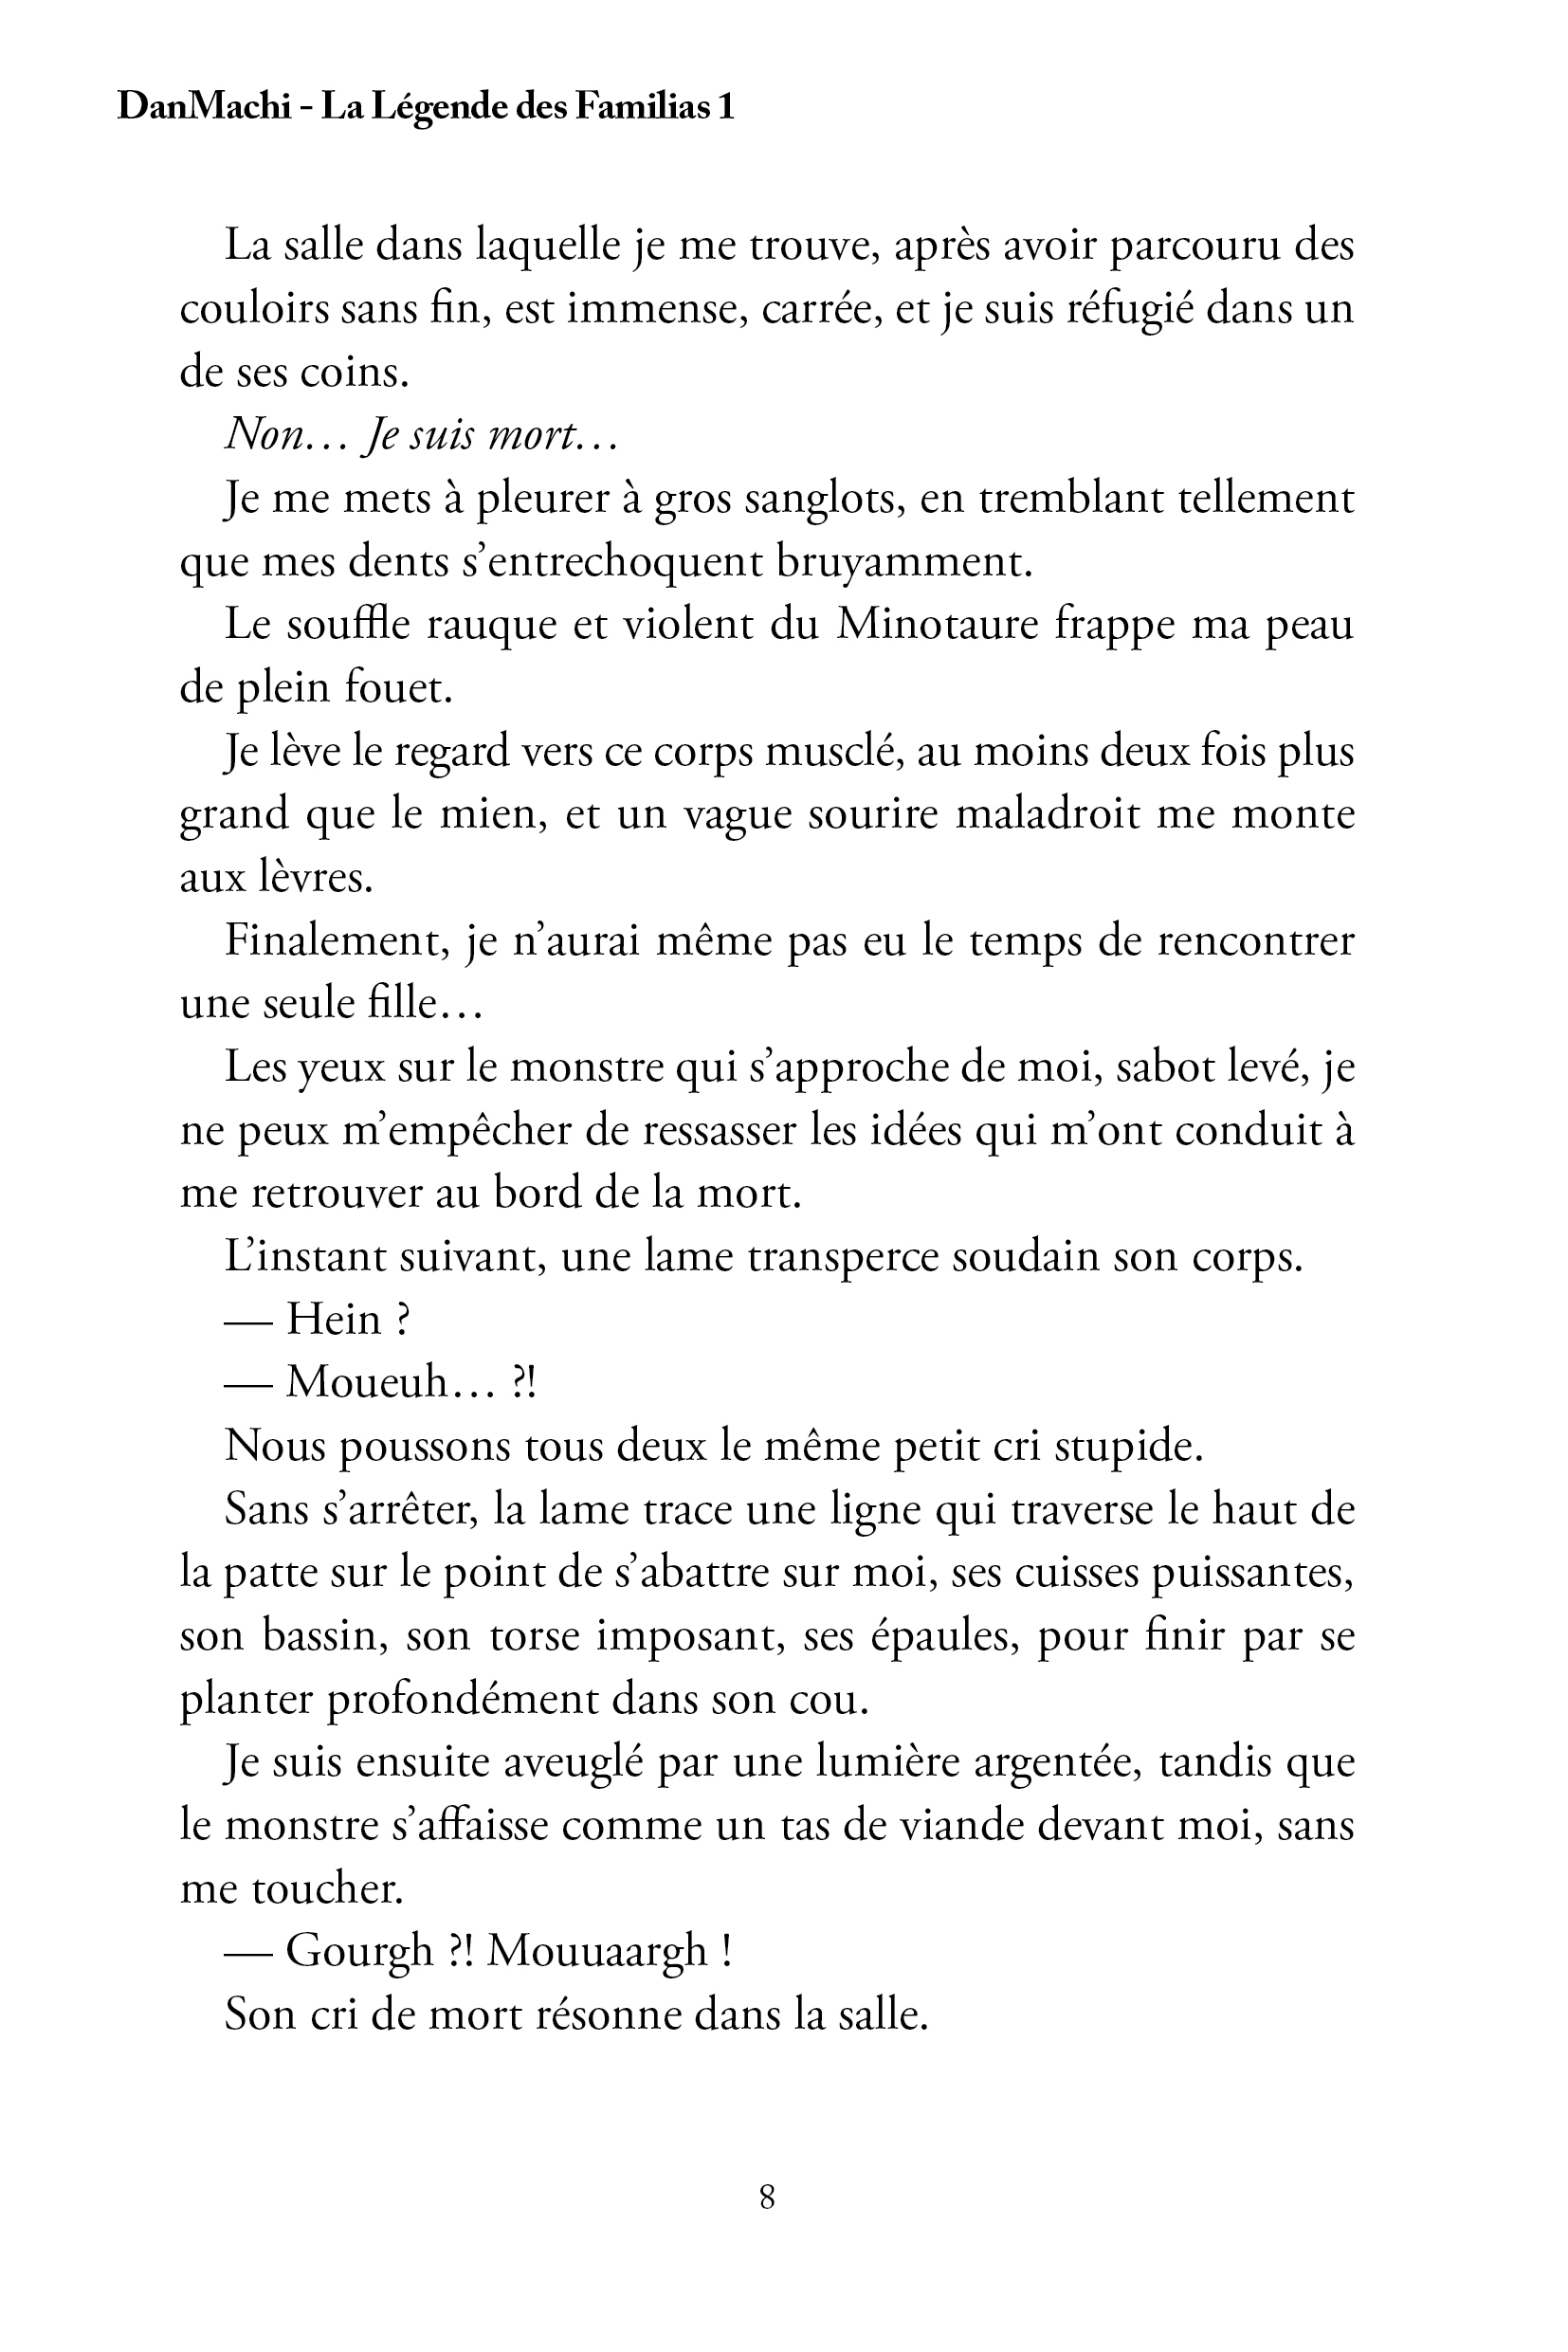 DanMachi - La Légende des Familias 1
La salle dans laquelle je me trouve, après avoir parcouru des
couloirs sans fin, est immense, carrée, et je suis réfugié dans un
de ses coins.
Non… Je suis mort…
Je me mets à pleurer à gros sanglots, en tremblant tellement
que mes dents s’entrechoquent bruyamment.
Le souffle rauque et violent du Minotaure frappe ma peau
de plein fouet.
Je lève le regard vers ce corps musclé, au moins deux fois plus
grand que le mien, et un vague sourire maladroit me monte
aux lèvres.
Finalement, je n’aurai même pas eu le temps de rencontrer
une seule fille…
Les yeux sur le monstre qui s’approche de moi, sabot levé, je
ne peux m’empêcher de ressasser les idées qui m’ont conduit à
me retrouver au bord de la mort.
L’instant suivant, une lame transperce soudain son corps.
— Hein ?
— Moueuh… ?!
Nous poussons tous deux le même petit cri stupide.
Sans s’arrêter, la lame trace une ligne qui traverse le haut de
la patte sur le point de s’abattre sur moi, ses cuisses puissantes,
son bassin, son torse imposant, ses épaules, pour finir par se
planter profondément dans son cou.
Je suis ensuite aveuglé par une lumière argentée, tandis que
le monstre s’affaisse comme un tas de viande devant moi, sans
me toucher.
— Gourgh ?! Mouuaargh !
Son cri de mort résonne dans la salle.
8